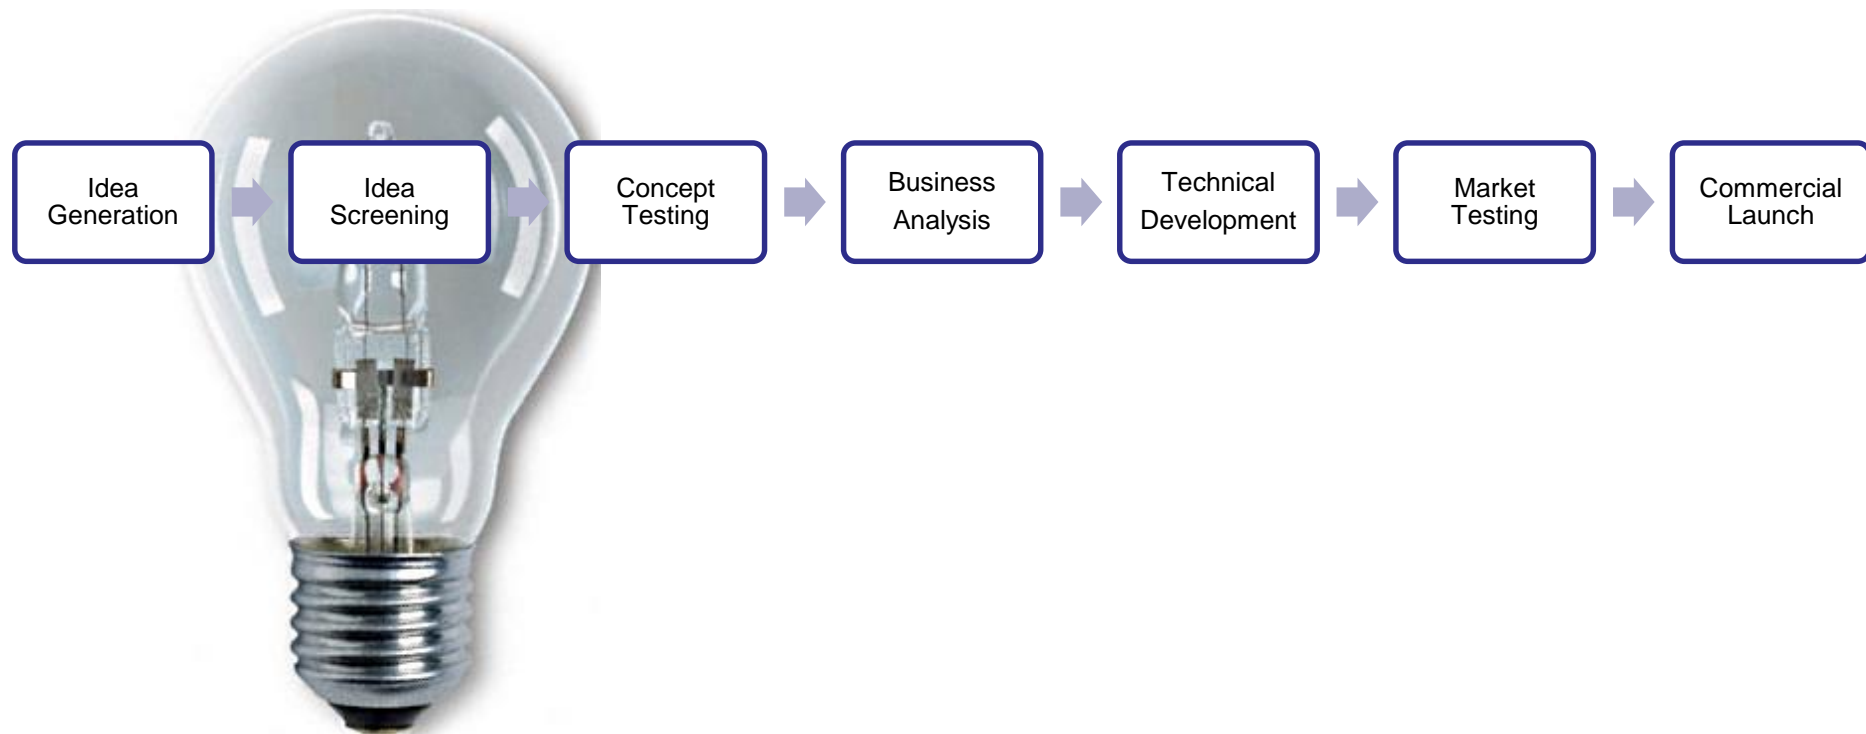 Idea
Generation
Idea
Screening
Concept
Testing
Business
Analysis
Technical
Development
Market
Testing
Commercial
Launch